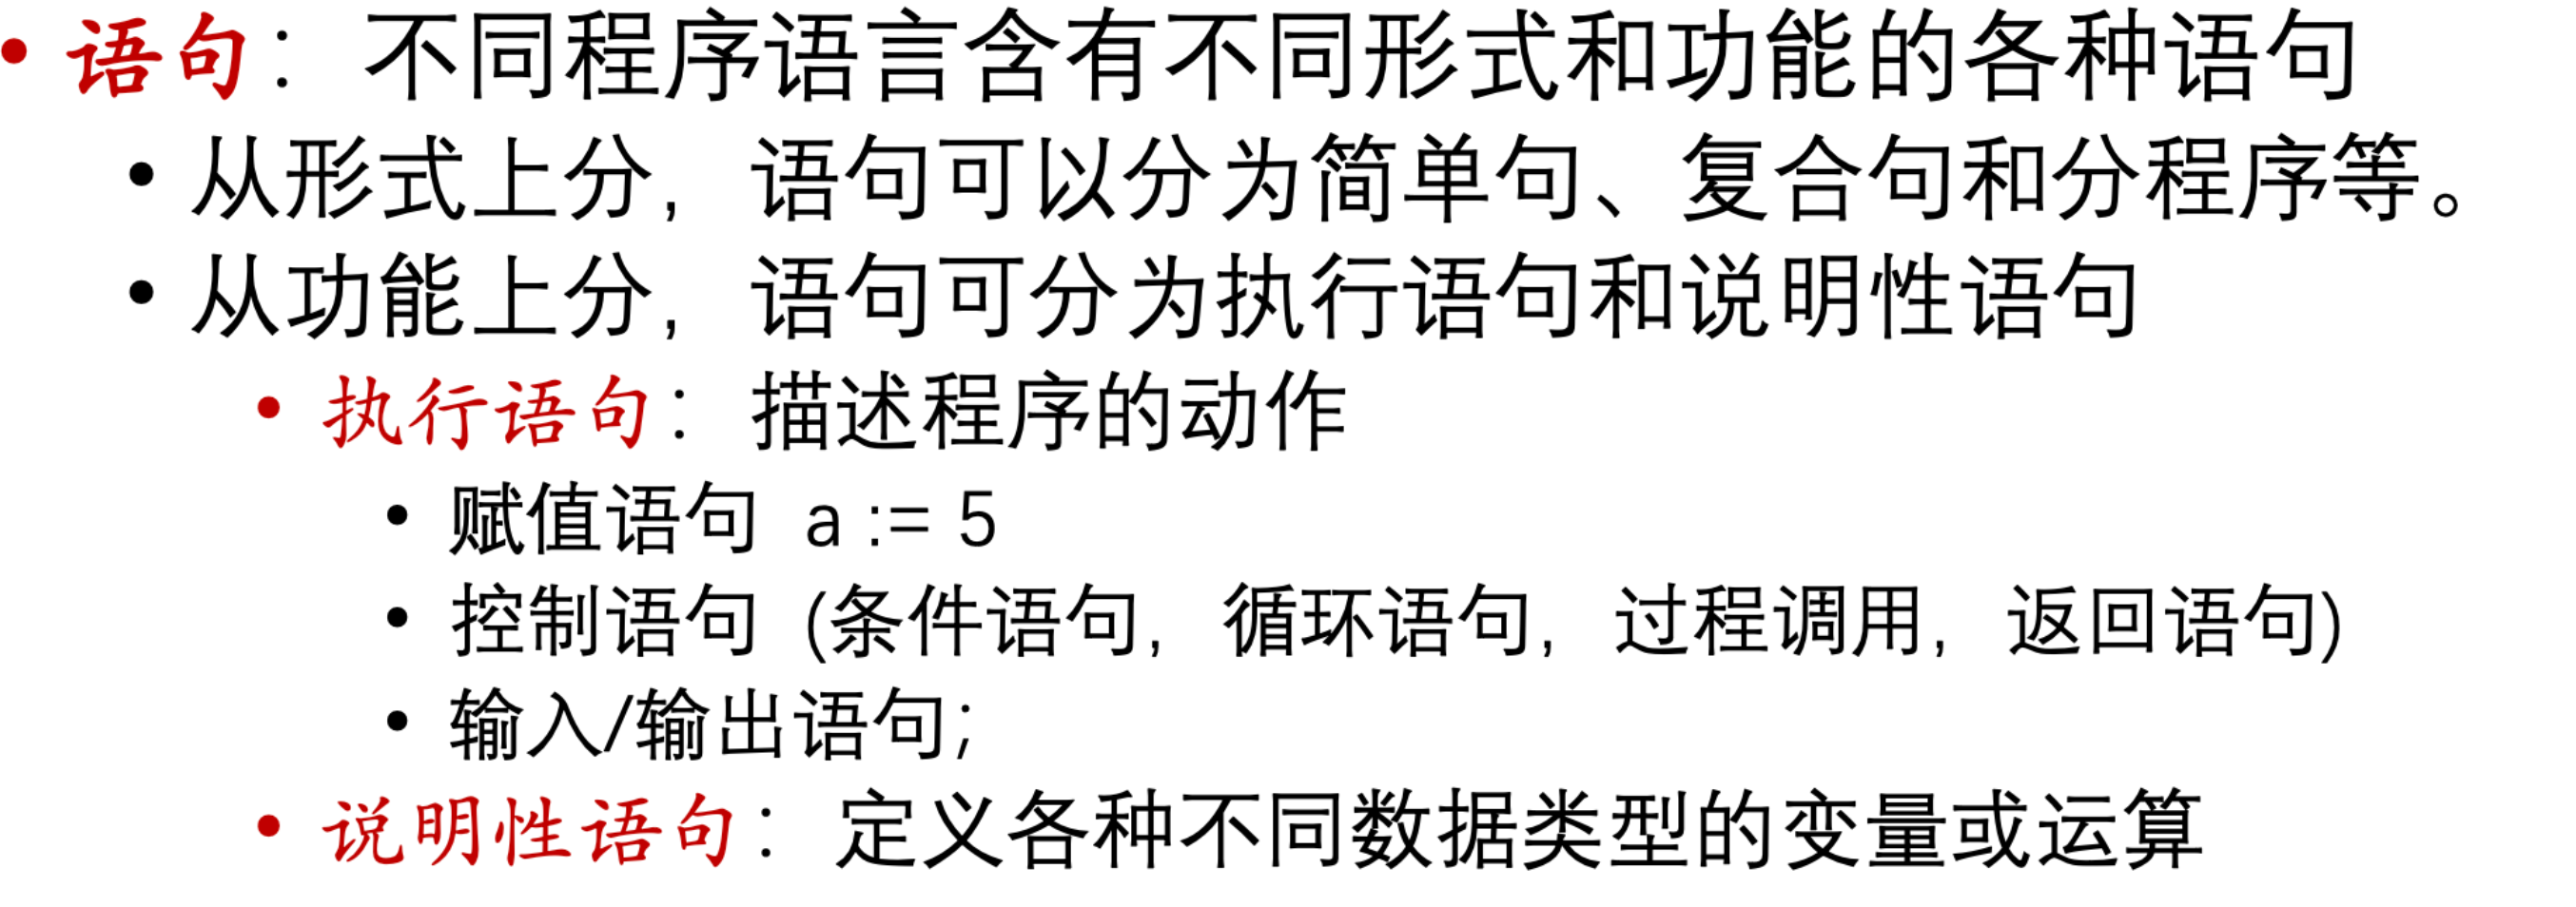 • 语句： 不同程序语言含有不同形式和功能的各种语句
• 从形式上分，语句可以分为简单句、复合句和分程序等。
• 从功能上分，语句可分为执行语句和说明性语句
• 执行语句：描述程序的动作
• 赋值语句 a := 5
• 控制语句 (条件语句，循环语句，过程调用，返回语句)
• 输入/输出语句;
• 说明性语句：定义各种不同数据类型的变量或运算